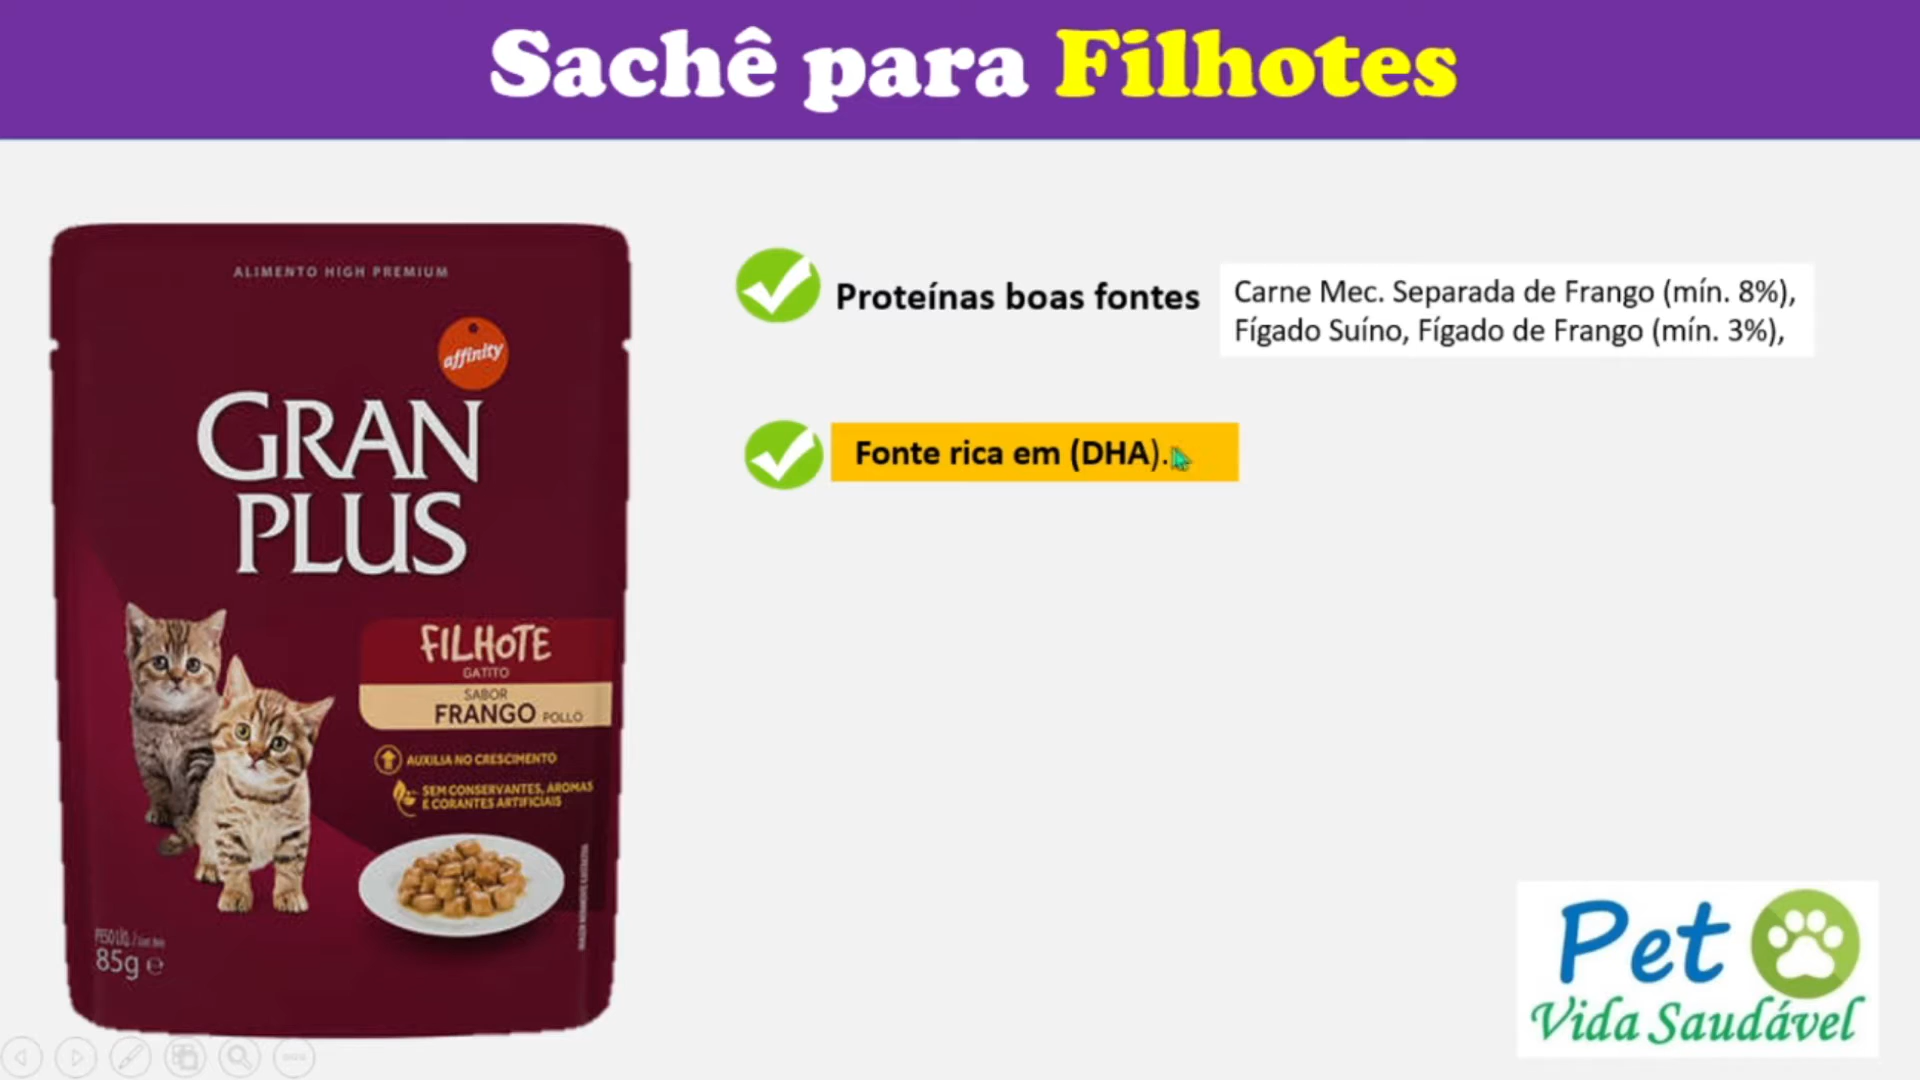 Sachê para Filhotes
ALIMENTO HIGH PREMIUM
affinity
GRAN
PLUS
FILHOTE
GATITO
SABOR
FRANGO POLLO
AUXILIA NO CRESCIMENTO
SEM CONSERVANTES, AROMAS
E CORANTES ARTIFICIAIS
PESO LÍQ. /
85g e
Proteínas boas fontes
Carne Mec. Separada de Frango (mín. 8%),
Fígado Suíno, Fígado de Frango (mín. 3%),
Fonte rica em (DHA).
Pet
Vida Saudável